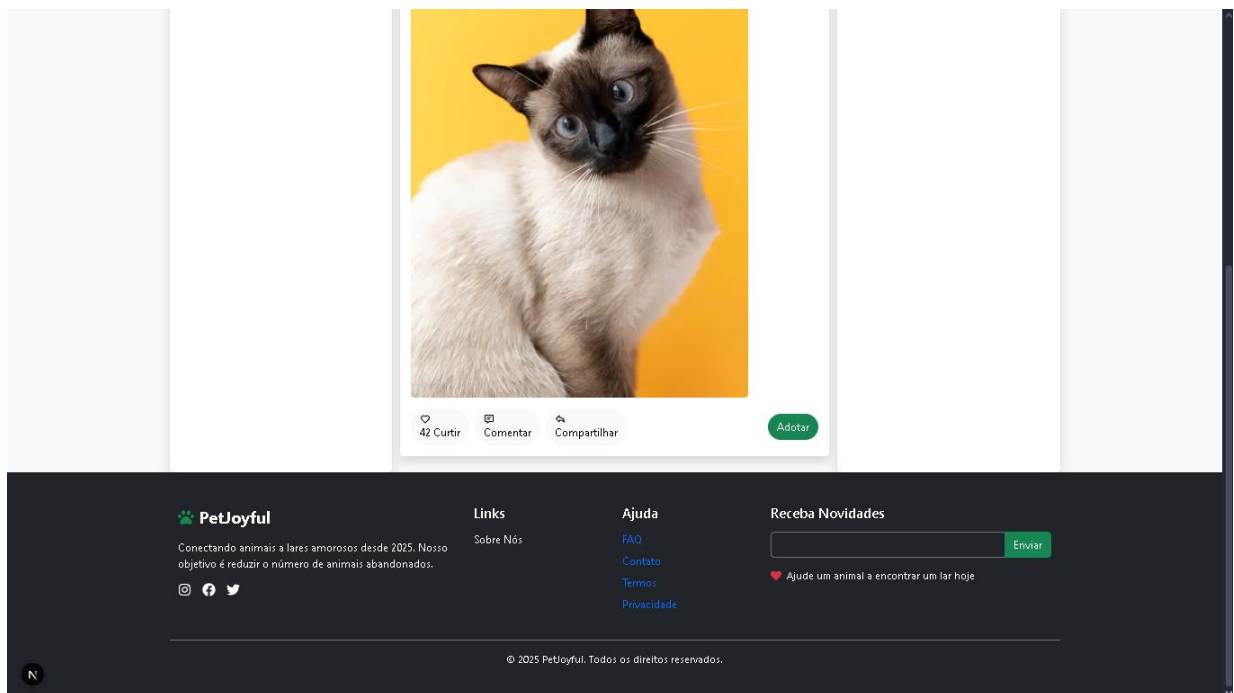 42 Curtir
Comentar
Compartilhar
Adotar
PetJoyful
Conectando animais a lares amorosos desde 2025. Nosso
objetivo é reduzir o número de animais abandonados.
Links
Sobre Nós
Ajuda
FAQ
Contato
Termos
Privacidade
Receba Novidades
Enviar
Ajude um animal a encontrar um lar hoje
© 2025 PetJoyful. Todos os direitos reservados.
N